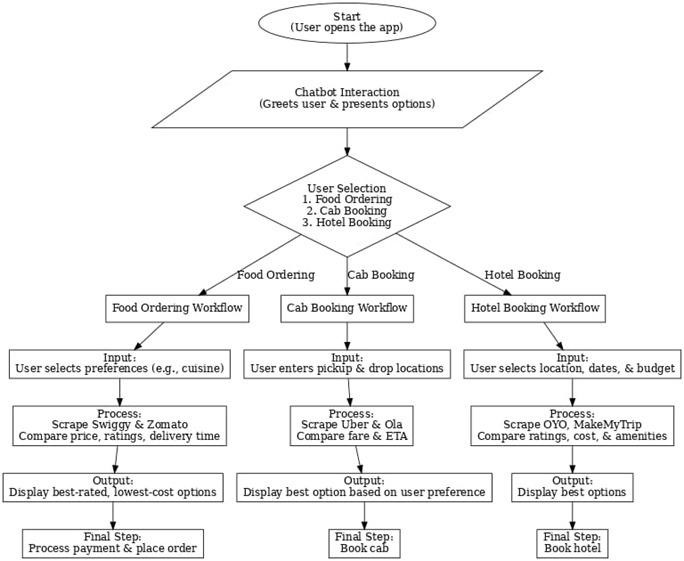 Start
(User opens the app)
Chatbot Interaction
(Greets user & presents options)
User Selection
1. Food Ordering
2. Cab Booking
3. Hotel Booking
Food Ordering
Cab Booking
Hotel Booking
Food Ordering Workflow
Cab Booking Workflow
Hotel Booking Workflow
Input:
User selects preferences (e.g., cuisine)
Input:
User enters pickup & drop locations
Input:
User selects location, dates, & budget
Process:
Scrape Swiggy & Zomato
Compare price, ratings, delivery time
Process:
Scrape Uber & Ola
Compare fare & ETA
Process:
Scrape OYO, MakeMyTrip
Compare ratings, cost, & amenities
Output:
Display best-rated, lowest-cost options
Output:
Display best option based on user preference
Output:
Display best options
Final Step:
Process payment & place order
Final Step:
Book cab
Final Step:
Book hotel